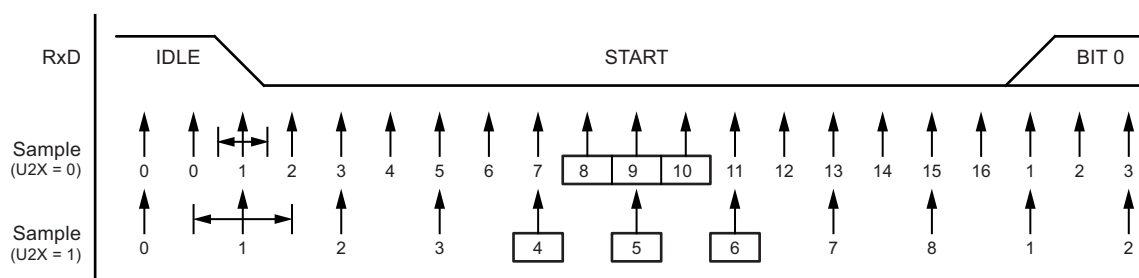 RxD IDLE START BIT 0
Sample
(U2X = 0)
0 0 1 2 3 4 5 6 7 8 9 10 11 12 13 14 15 16 1 2 3
Sample
(U2X = 1)
0 1 2 3 4 5 6 7 8 1 2